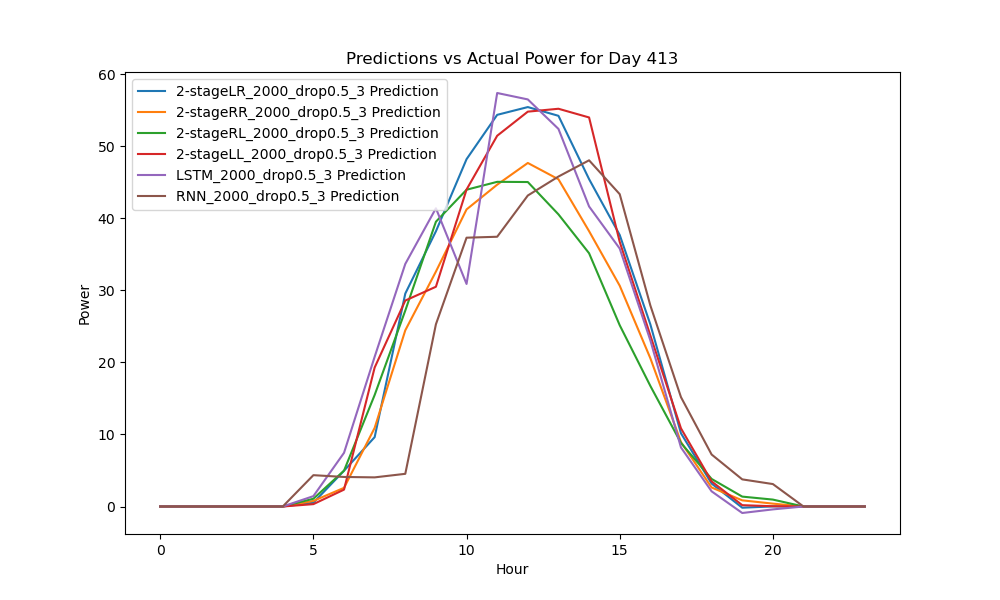 Predictions vs Actual Power for Day 413
2-stageLR_2000_drop0.5_3 Prediction
2-stageRR_2000_drop0.5_3 Prediction
2-stageRL_2000_drop0.5_3 Prediction
2-stageLL_2000_drop0.5_3 Prediction
LSTM_2000_drop0.5_3 Prediction
RNN_2000_drop0.5_3 Prediction
60
50
40
30
20
10
0
Power
0 5 10 15 20
Hour